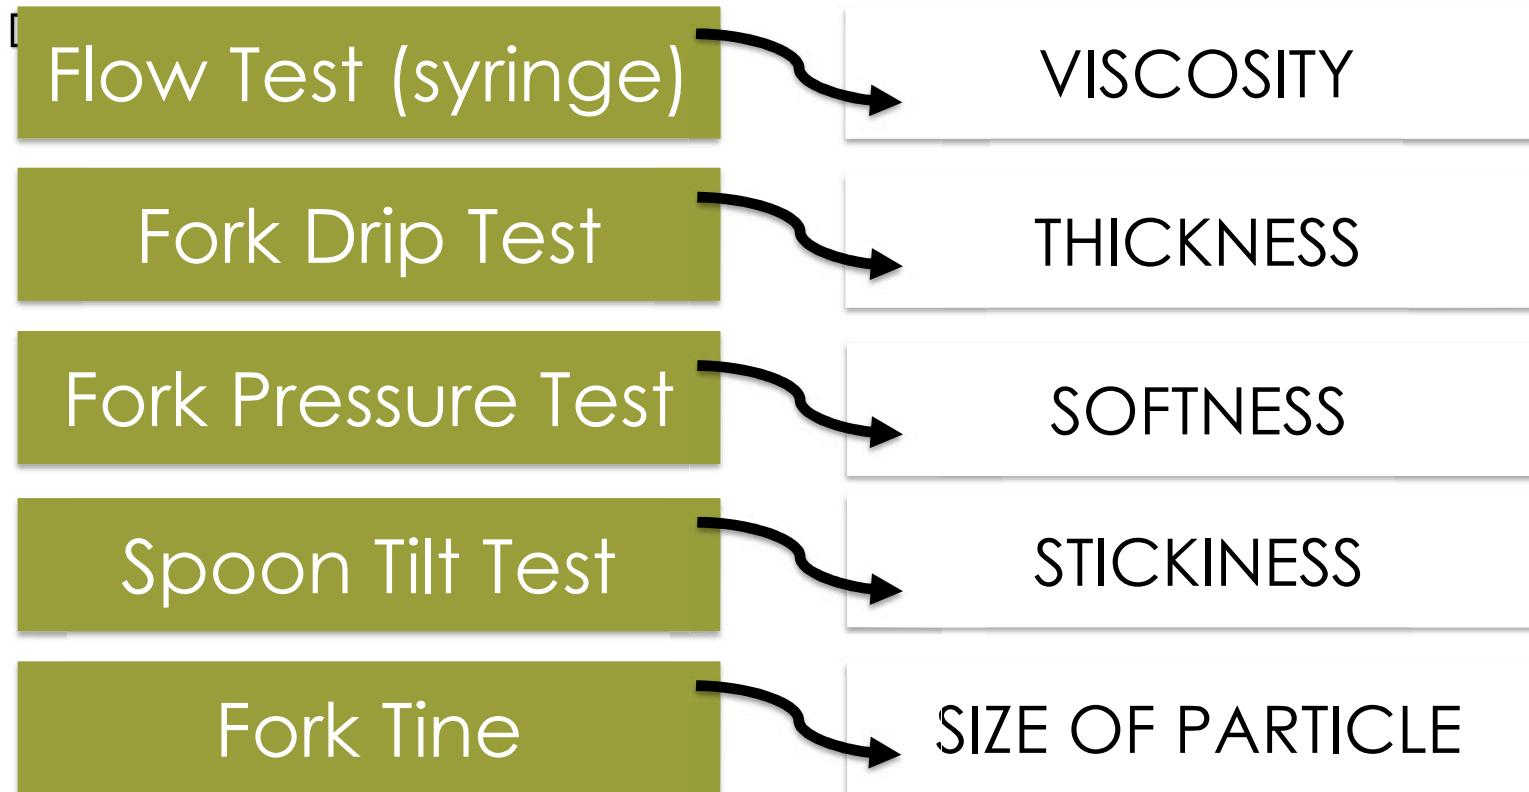 Flow Test (syringe)
VISCOSITY
Fork Drip Test
THICKNESS
Fork Pressure Test
SOFTNESS
Spoon Tilt Test
STICKINESS
Fork Tine
SIZE OF PARTICLE